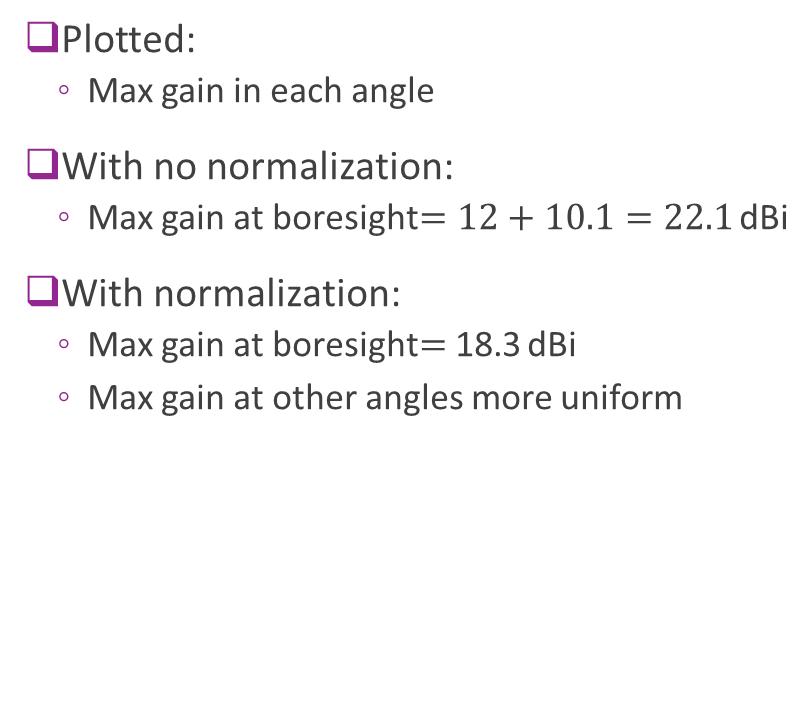 ❑Plotted:
◦ Max gain in each angle
❑With no normalization:
◦ Max gain at boresight= 12 + 10.1 = 22.1 dBi
❑With normalization:
◦ Max gain at boresight= 18.3 dBi
◦ Max gain at other angles more uniform